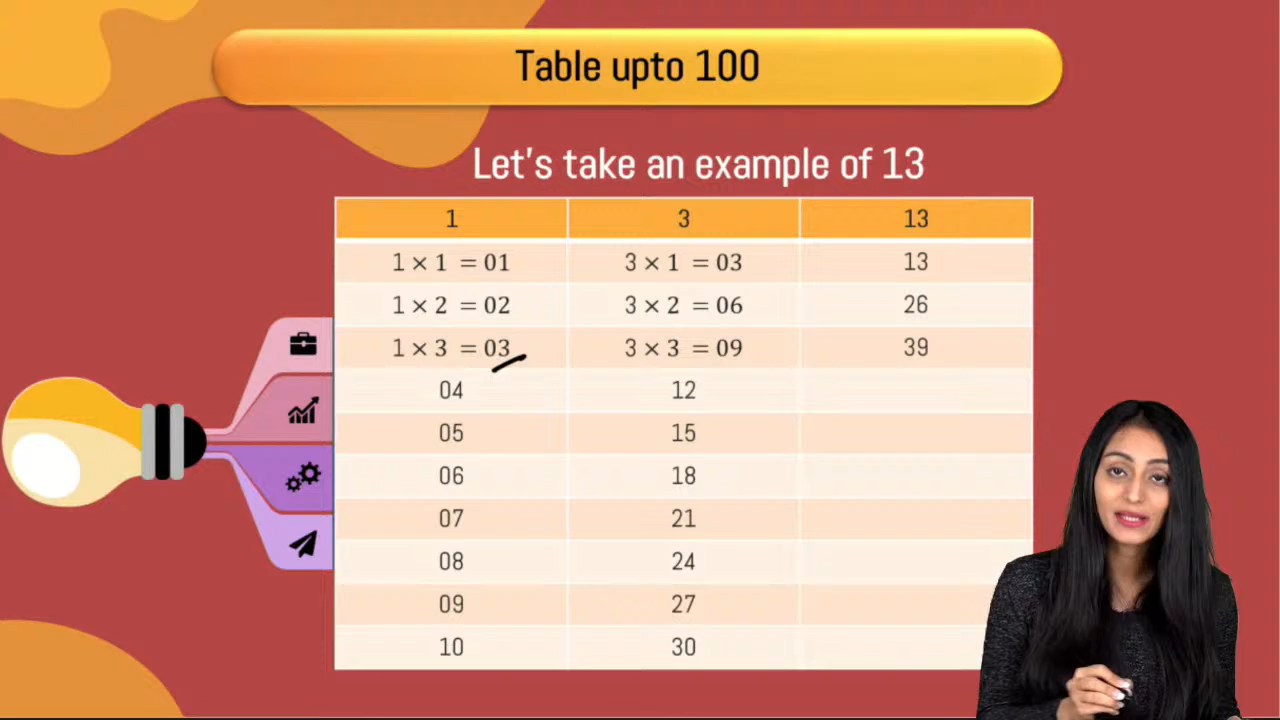 Table upto 100
Let's take an example of 13
1 3 13
1 × 1 = 01 3 × 1 = 03 13
1 × 2 = 02 3 × 2 = 06 26
1 × 3 = 03 3 × 3 = 09 39
04 12
05 15
06 18
07 21
08 24
09 27
10 30